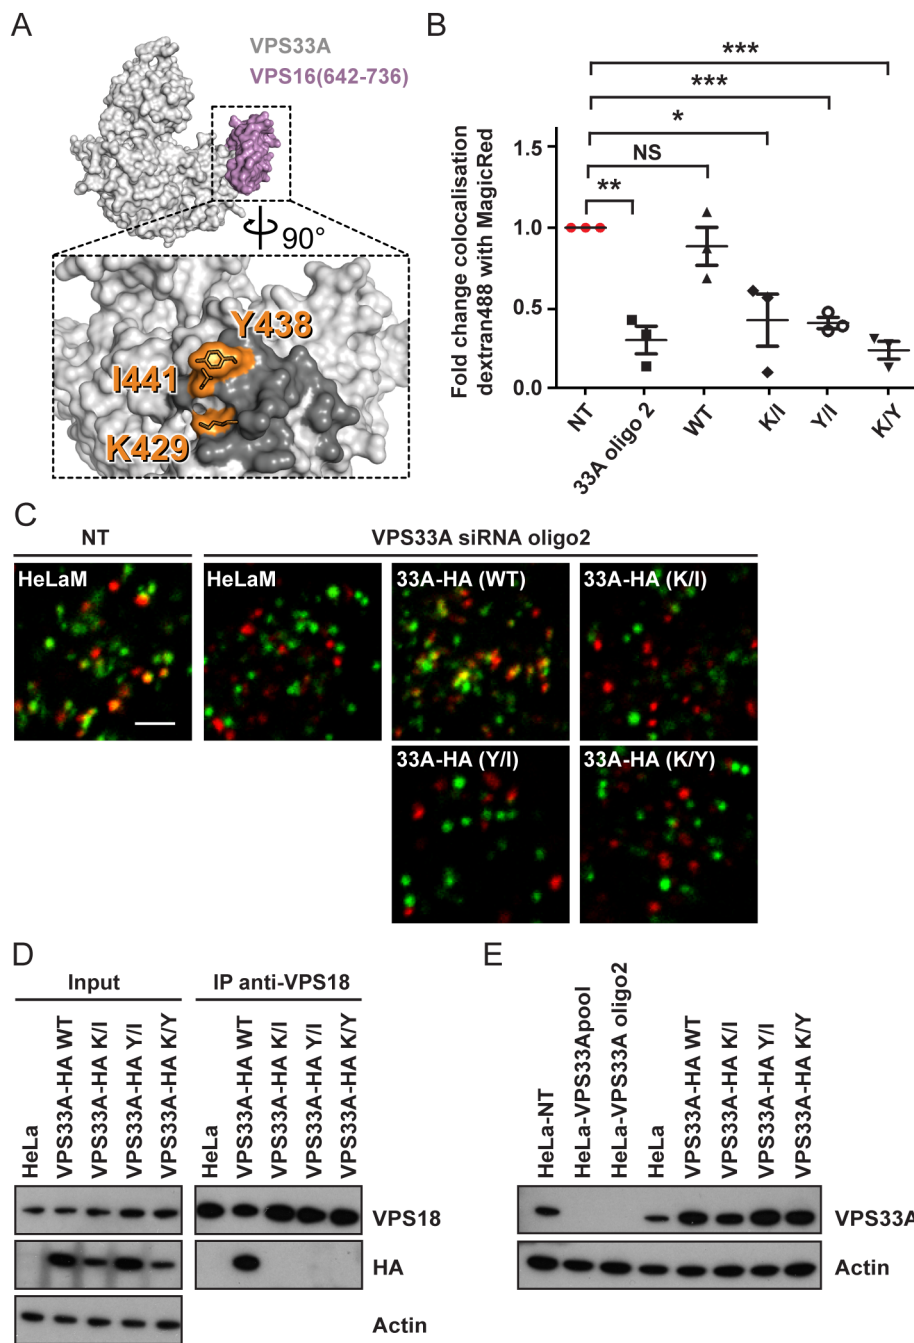 A
VPS33A
VPS16(642-736)
90°
Y438
I441
K429
B
***
***
*
NS
**
Fold change colocalisation
dextran488 with MagicRed
1.5
1.0
0.5
0.0
NT
33A oligo 2
WT
K/I
Y/I
K/Y
C
NT
VPS33A siRNA oligo2
HeLaM
HeLaM
33A-HA (WT)
33A-HA (K/I)
33A-HA (Y/I)
33A-HA (K/Y)
D
Input
IP anti-VPS18
HeLa
VPS33A-HA WT
VPS33A-HA K/I
VPS33A-HA Y/I
VPS33A-HA K/Y
HeLa
VPS33A-HA WT
VPS33A-HA K/I
VPS33A-HA Y/I
VPS33A-HA K/Y
VPS18
HA
Actin
E
HeLa-NT
HeLa-VPS33Apool
HeLa-VPS33A oligo2
HeLa
VPS33A-HA WT
VPS33A-HA K/I
VPS33A-HA Y/I
VPS33A-HA K/Y
VPS33A
Actin